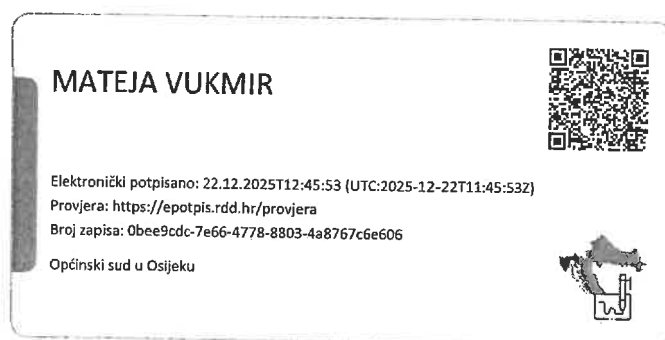 MATEJA VUKMIR
Elektronički potpisano: 22.12.2025T12:45:53 (UTC:2025-12-22T11:45:53Z)
Provjera: https://epotpis.rdd.hr/provjera
Broj zapisa: 0bee9cdc-7e66-4778-8803-4a8767c6e606
Općinski sud u Osijeku